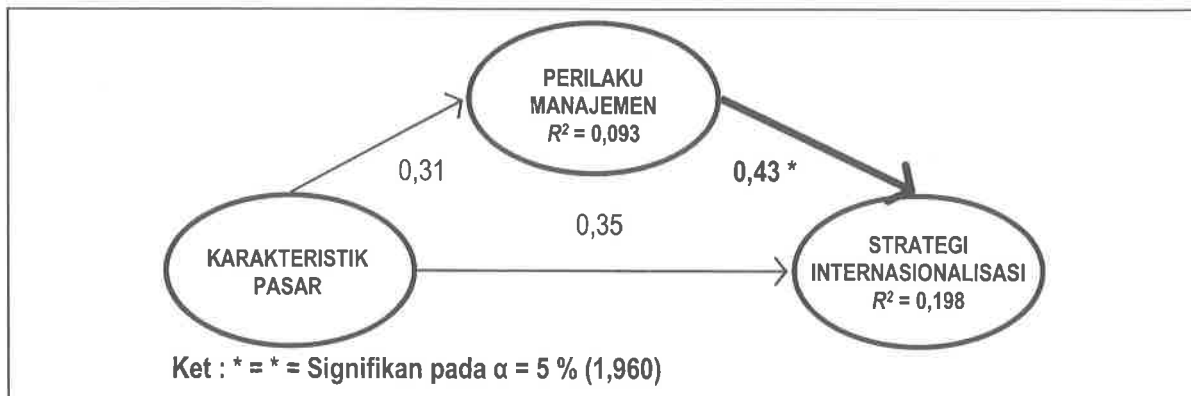 PERILAKU
MANAJEMEN
R² = 0,093
0,31
0,43 *
0,35
KARAKTERISTIK
PASAR
STRATEGI
INTERNASIONALISASI
R² = 0,198
Ket : * = * = Signifikan pada α = 5 % (1,960)